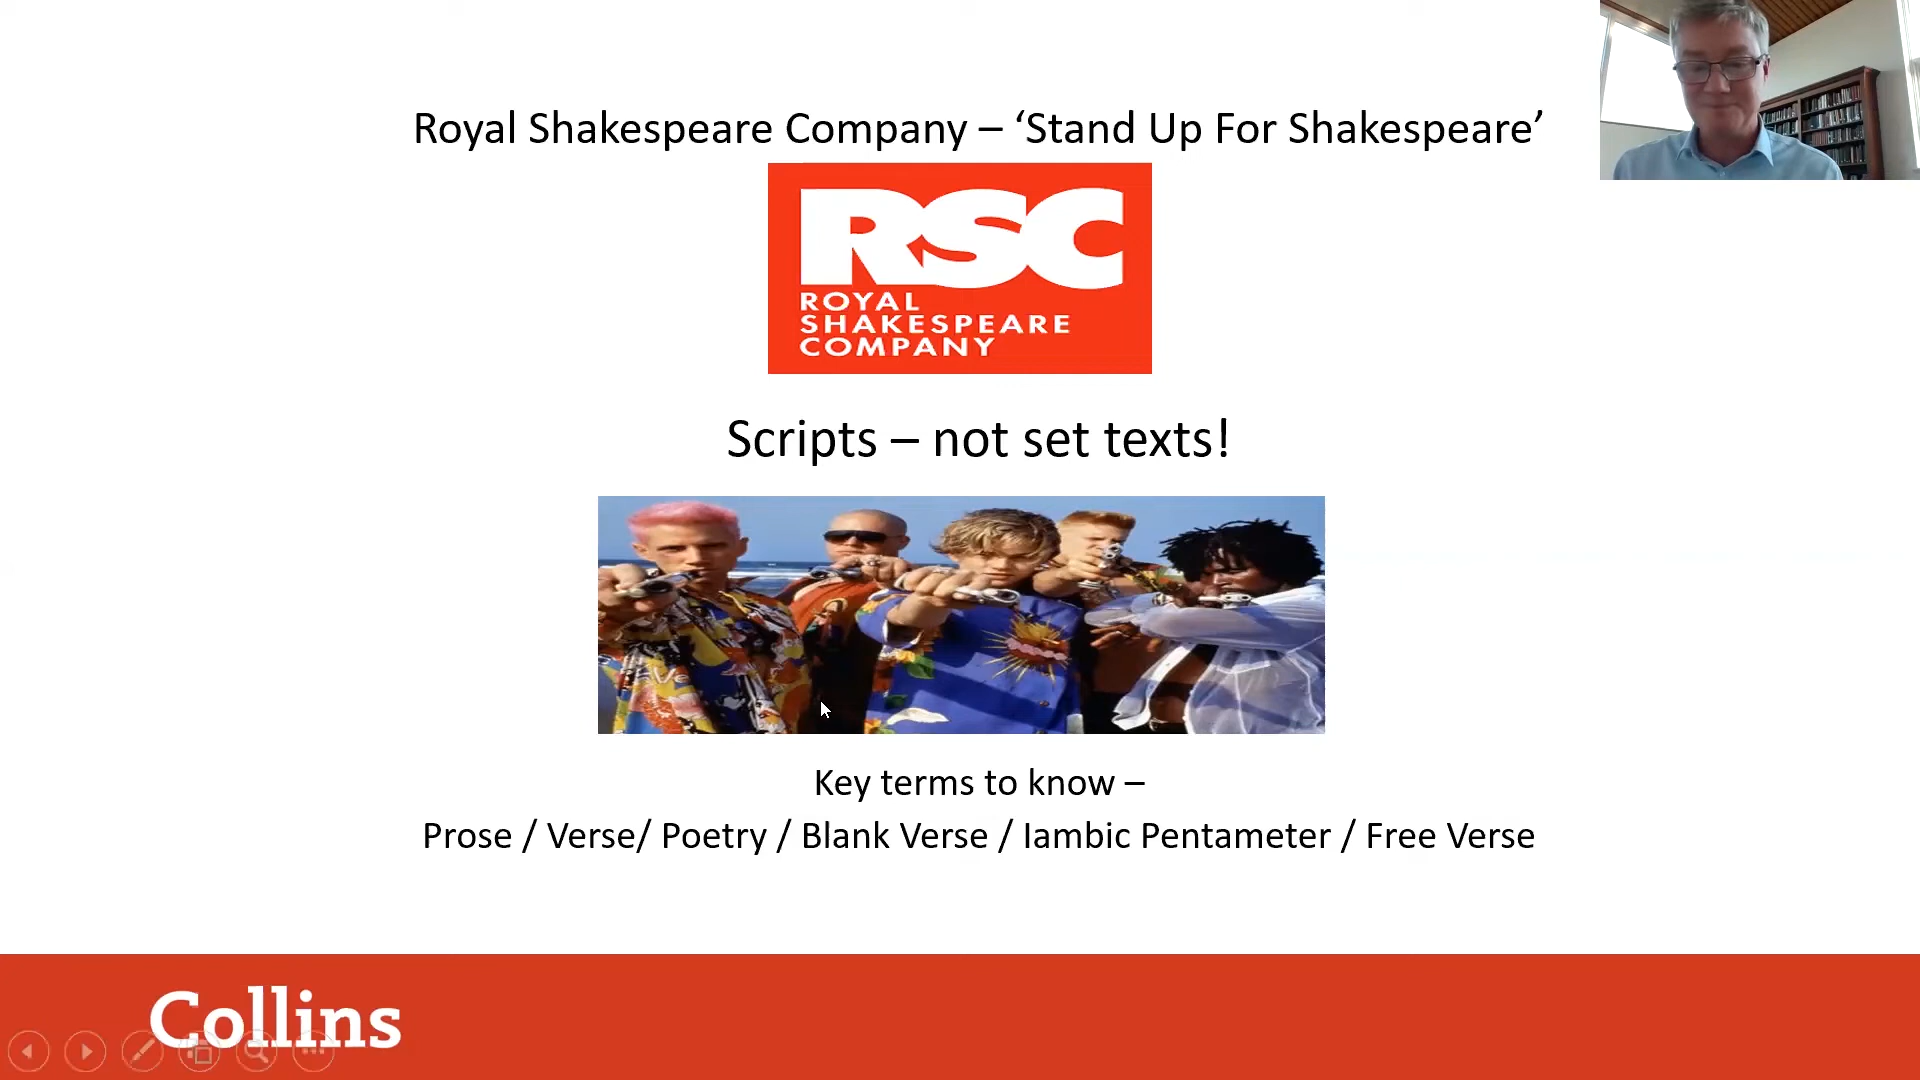 Royal Shakespeare Company – ‘Stand Up For Shakespeare’
RSC
ROYAL
SHAKESPEARE
COMPANY
Scripts – not set texts!
Key terms to know –
Prose / Verse/ Poetry / Blank Verse / Iambic Pentameter / Free Verse
Collins